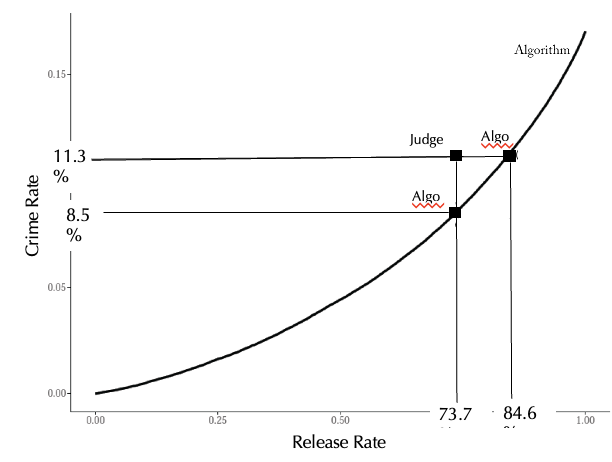 Algorithm
0.15
Judge
Algo
11.3
%
Algo
8.5
%
Crime Rate
0.05
0.00
73.7
84.6
0.00
0.25
0.50
1.00
Release Rate